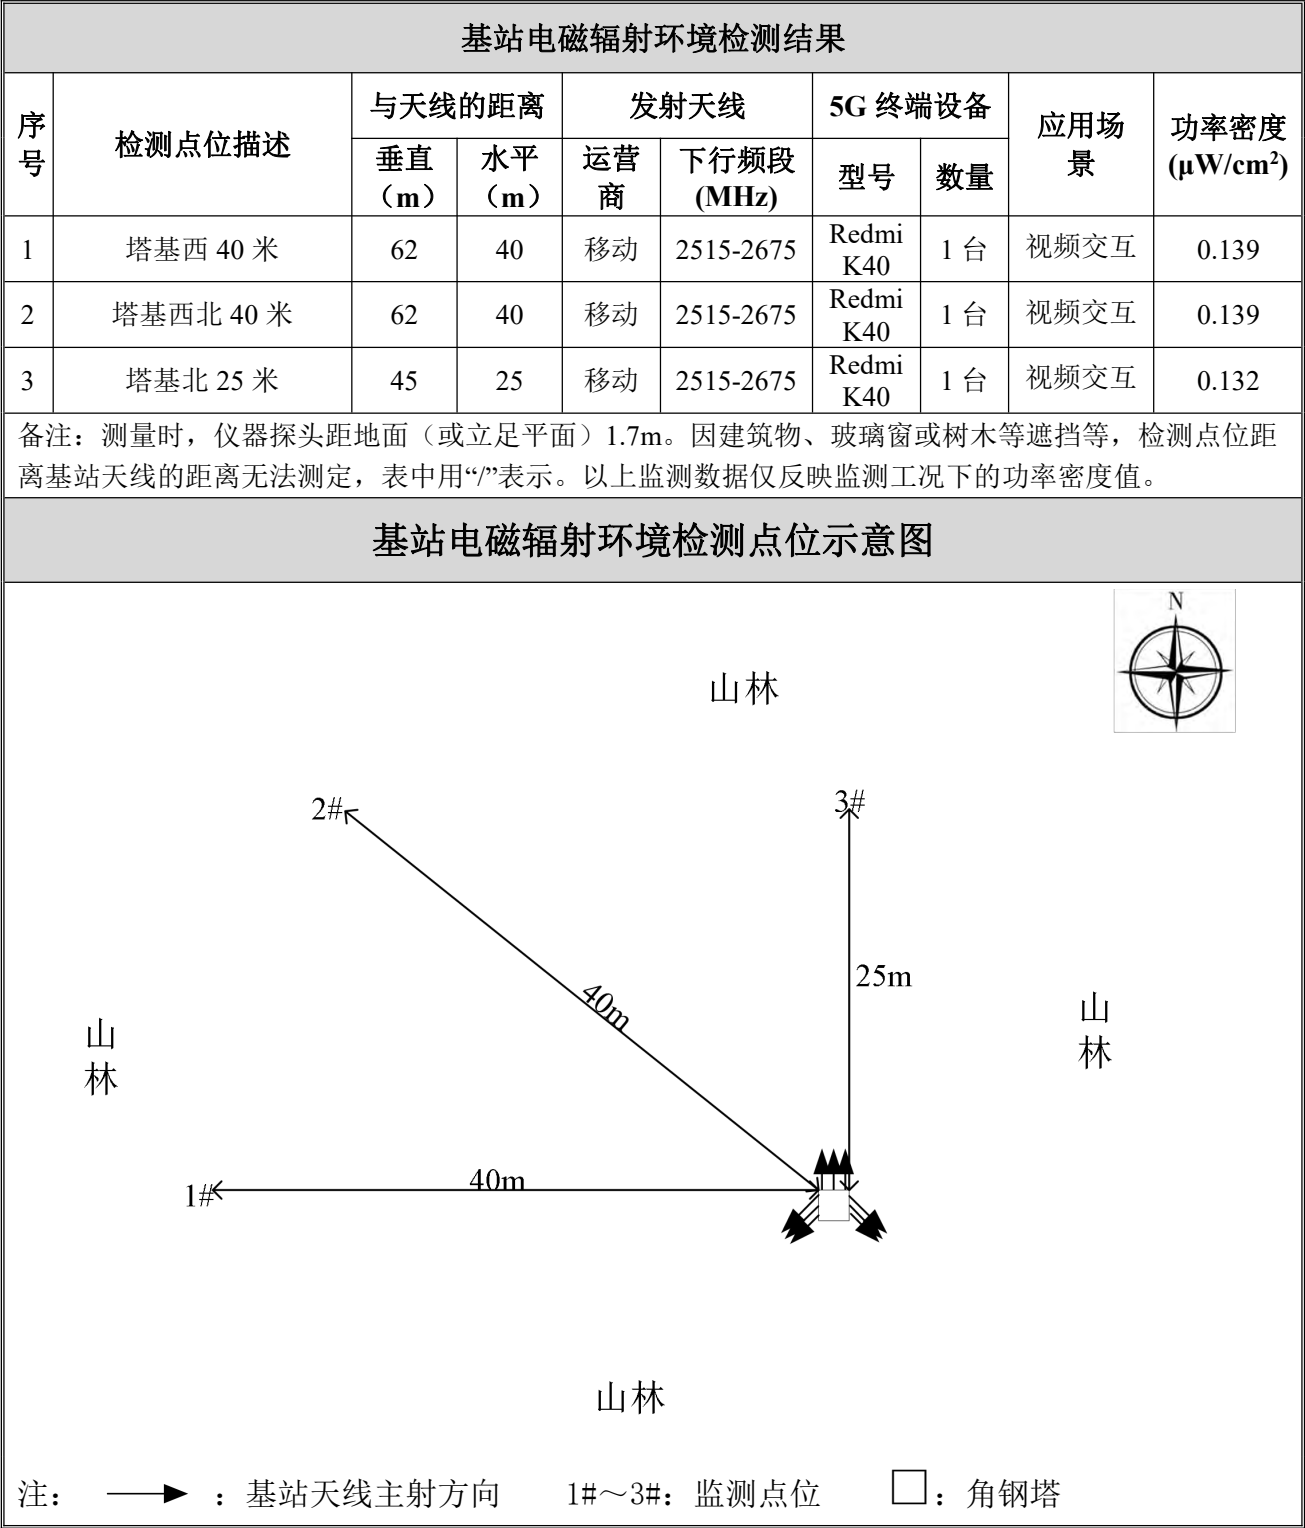 基站电磁辐射环境检测结果
序号 检测点位描述 与天线的距离 发射天线 5G 终端设备 应用场景 功率密度(μW/cm²)
垂直（m） 水平（m） 运营商 下行频段(MHz) 型号 数量
1 塔基西 40 米 62 40 移动 2515-2675 Redmi K40 1 台 视频交互 0.139
2 塔基西北 40 米 62 40 移动 2515-2675 Redmi K40 1 台 视频交互 0.139
3 塔基北 25 米 45 25 移动 2515-2675 Redmi K40 1 台 视频交互 0.132
备注：测量时，仪器探头距地面（或立足平面）1.7m。因建筑物、玻璃窗或树木等遮挡等，检测点位距
离基站天线的距离无法测定，表中用“/”表示。以上监测数据仅反映监测工况下的功率密度值。
基站电磁辐射环境检测点位示意图
N
山林
2#
3#
25m
40m
山林
山林
40m
1#
山林
注： ：基站天线主射方向 1#～3#：监测点位 ：角钢塔